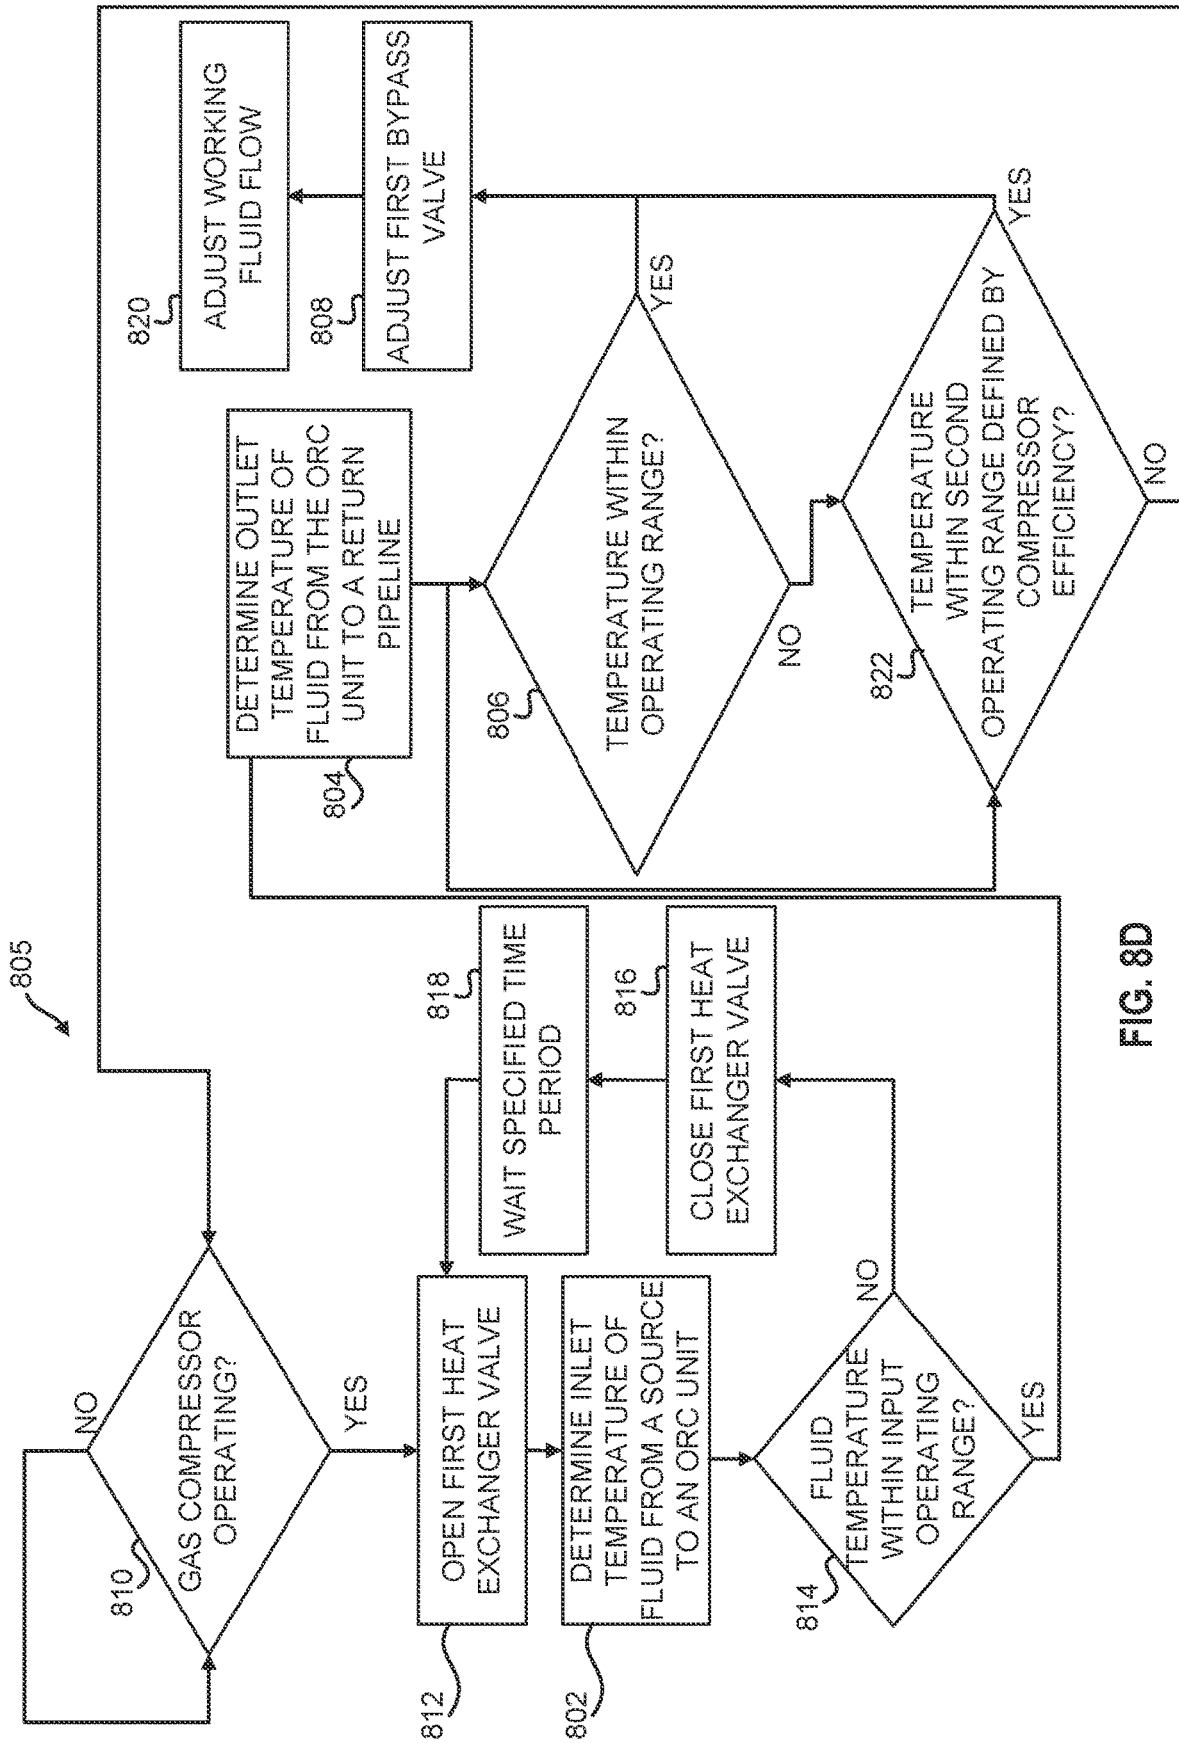 805
810
GAS COMPRESSOR
OPERATING?
NO
YES
812
OPEN FIRST HEAT
EXCHANGER VALVE
802
DETERMINE INLET
TEMPERATURE OF
FLUID FROM A SOURCE
TO AN ORC UNIT
814
FLUID
TEMPERATURE
WITHIN INPUT
OPERATING
RANGE?
NO
YES
818
WAIT SPECIFIED TIME
PERIOD
816
CLOSE FIRST HEAT
EXCHANGER VALVE
804
DETERMINE OUTLET
TEMPERATURE OF
FLUID FROM THE ORC
UNIT TO A RETURN
PIPELINE
806
TEMPERATURE WITHIN
OPERATING RANGE?
YES
NO
822
TEMPERATURE
WITHIN SECOND
OPERATING RANGE DEFINED BY
COMPRESSOR
EFFICIENCY?
YES
NO
820
ADJUST WORKING
FLUID FLOW
808
ADJUST FIRST BYPASS
VALVE
FIG. 8D